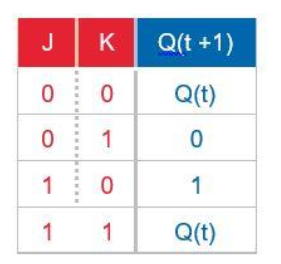 J K Q(t +1)
0 0 Q(t)
0 1 0
1 0 1
1 1 Q(t)